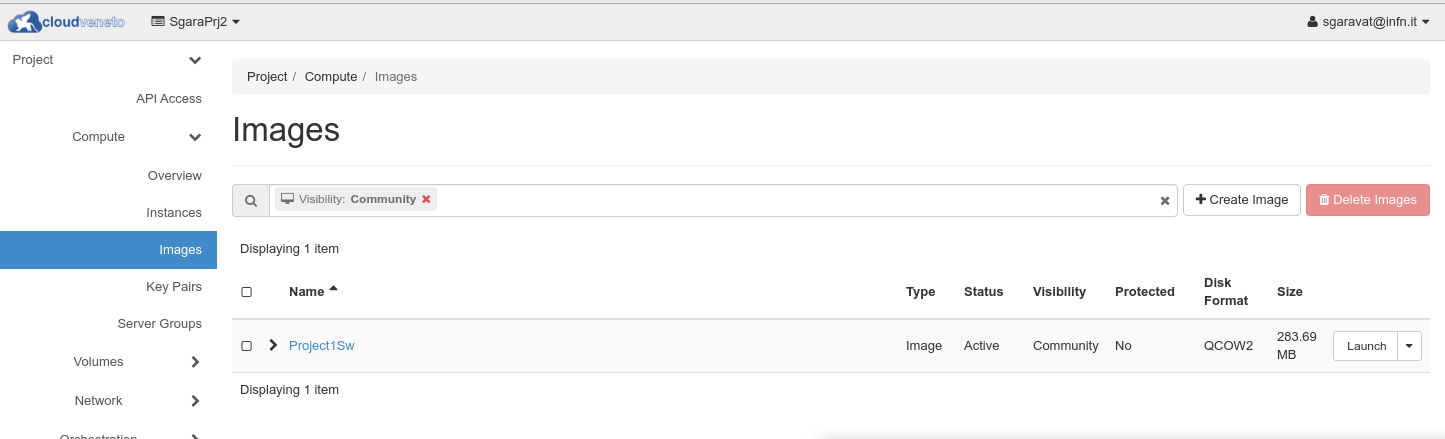 cloudveneto SgaraPrj2 sgaravat@infn.it
Project
API Access
Compute
Overview
Instances
Images
Key Pairs
Server Groups
Volumes
Network
Orchestration
Project / Compute / Images
Images
Visibility: Community Create Image Delete Images
Displaying 1 item
Name Type Status Visibility Protected Disk Format Size
Project1Sw Image Active Community No QCOW2 283.69 MB Launch
Displaying 1 item